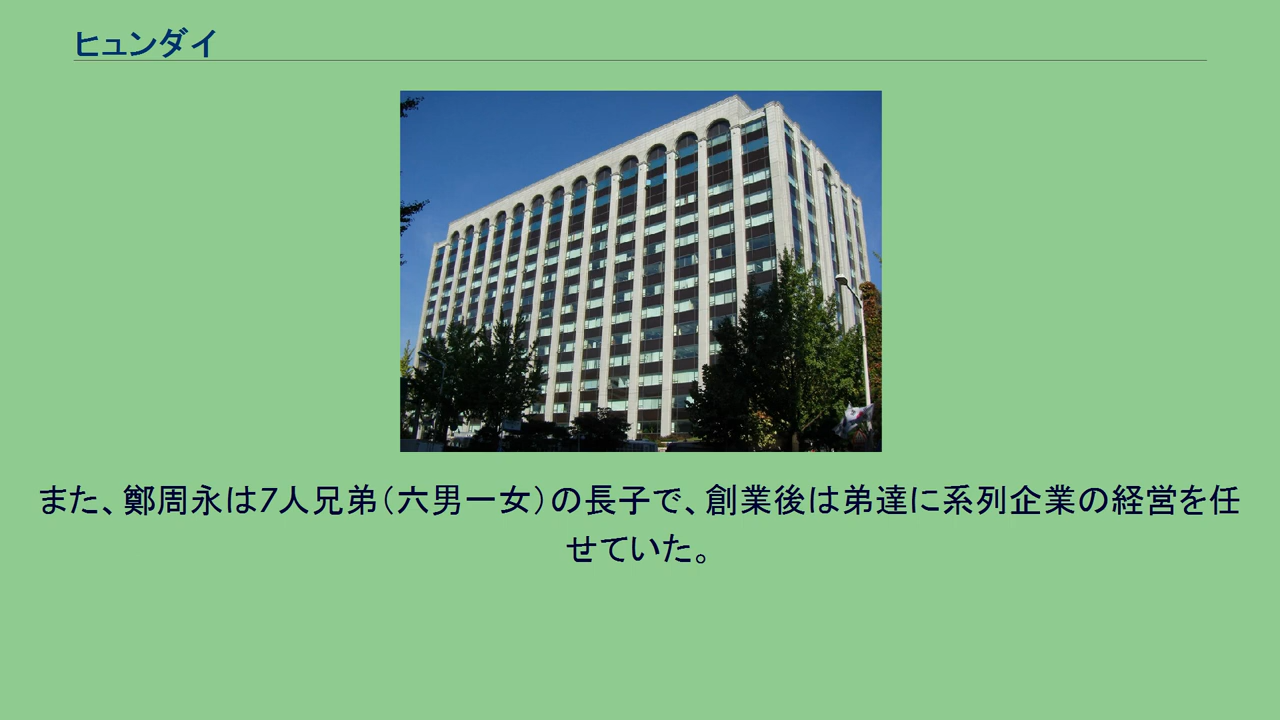 ヒュンダイ
また、鄭周永は7人兄弟（六男一女）の長子で、創業後は弟達に系列企業の経営を任
せていた。